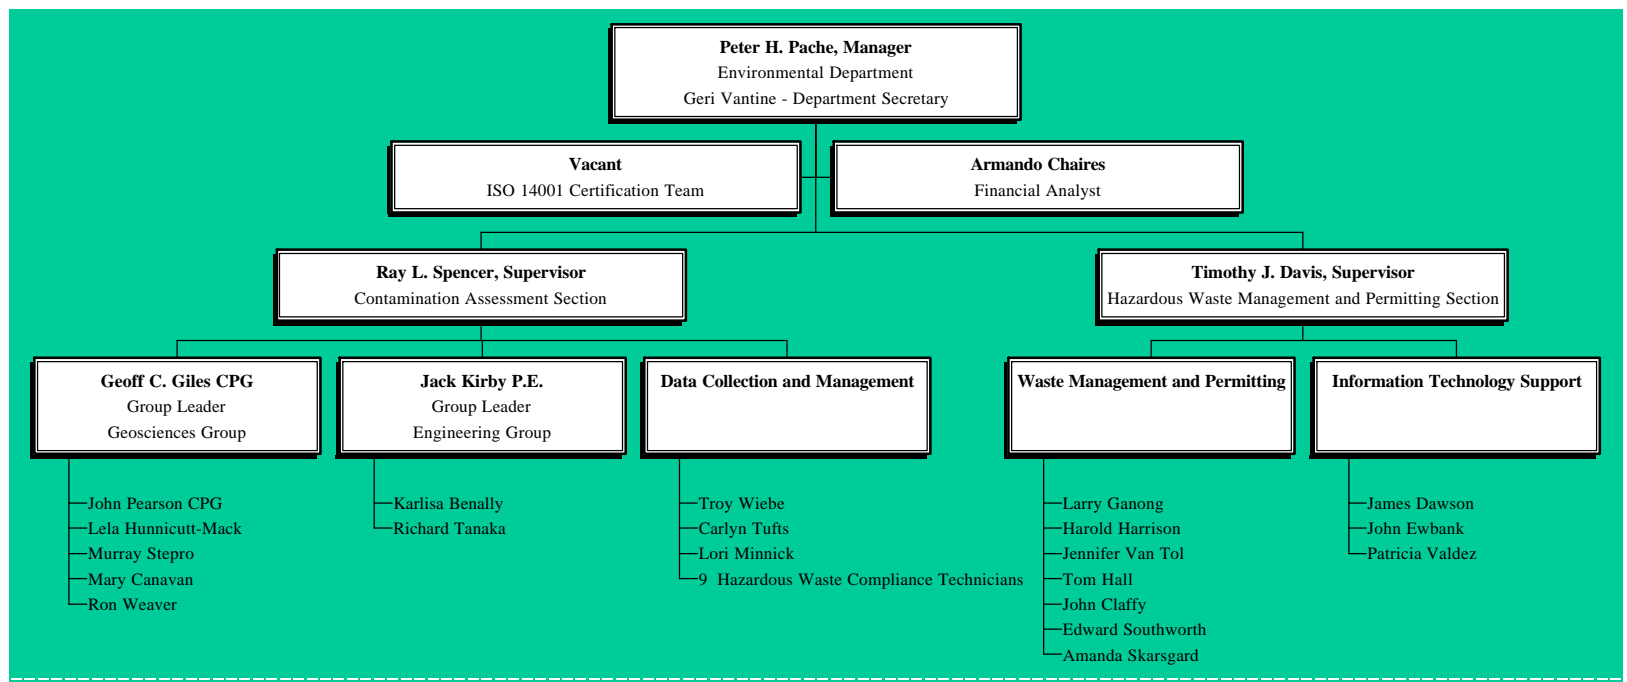 Peter H. Pache, Manager
Environmental Department
Geri Vantine - Department Secretary
Vacant
ISO 14001 Certification Team
Armando Chaires
Financial Analyst
Ray L. Spencer, Supervisor
Contamination Assessment Section
Timothy J. Davis, Supervisor
Hazardous Waste Management and Permitting Section
Geoff C. Giles CPG
Group Leader
Geosciences Group
Jack Kirby P.E.
Group Leader
Engineering Group
Data Collection and Management
Waste Management and Permitting
Information Technology Support
John Pearson CPG
Lela Hunnicutt-Mack
Murray Stepro
Mary Canavan
Ron Weaver
Karlisa Benally
Richard Tanaka
Troy Wiebe
Carlyn Tufts
Lori Minnick
9 Hazardous Waste Compliance Technicians
Larry Ganong
Harold Harrison
Jennifer Van Tol
Tom Hall
John Claffy
Edward Southworth
Amanda Skarsgard
James Dawson
John Ewbank
Patricia Valdez